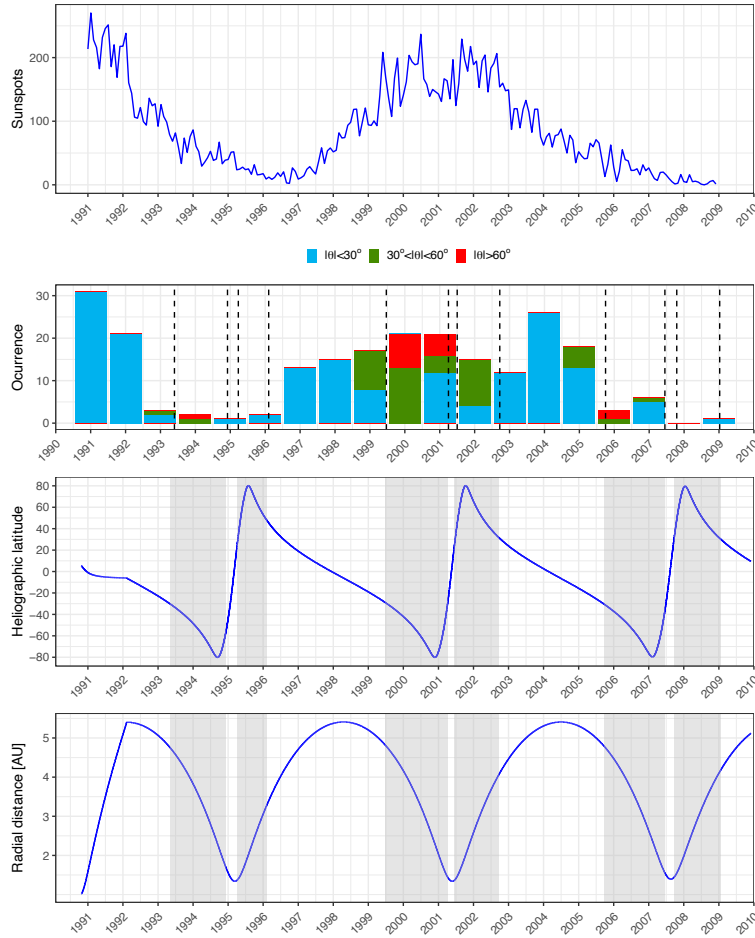 Sunspots
200
100
0
1991 1992 1993 1994 1995 1996 1997 1998 1999 2000 2001 2002 2003 2004 2005 2006 2007 2008 2009 2010
|θ|<30° 30°<|θ|<60° |θ|>60°
Ocurrence
30
20
10
0
1990 1991 1992 1993 1994 1995 1996 1997 1998 1999 2000 2001 2002 2003 2004 2005 2006 2007 2008 2009 2010
Heliographic latitude
80
60
40
20
0
−20
−40
−60
−80
1991 1992 1993 1994 1995 1996 1997 1998 1999 2000 2001 2002 2003 2004 2005 2006 2007 2008 2009 2010
Radial distance [AU]
5
4
3
2
1991 1992 1993 1994 1995 1996 1997 1998 1999 2000 2001 2002 2003 2004 2005 2006 2007 2008 2009 2010